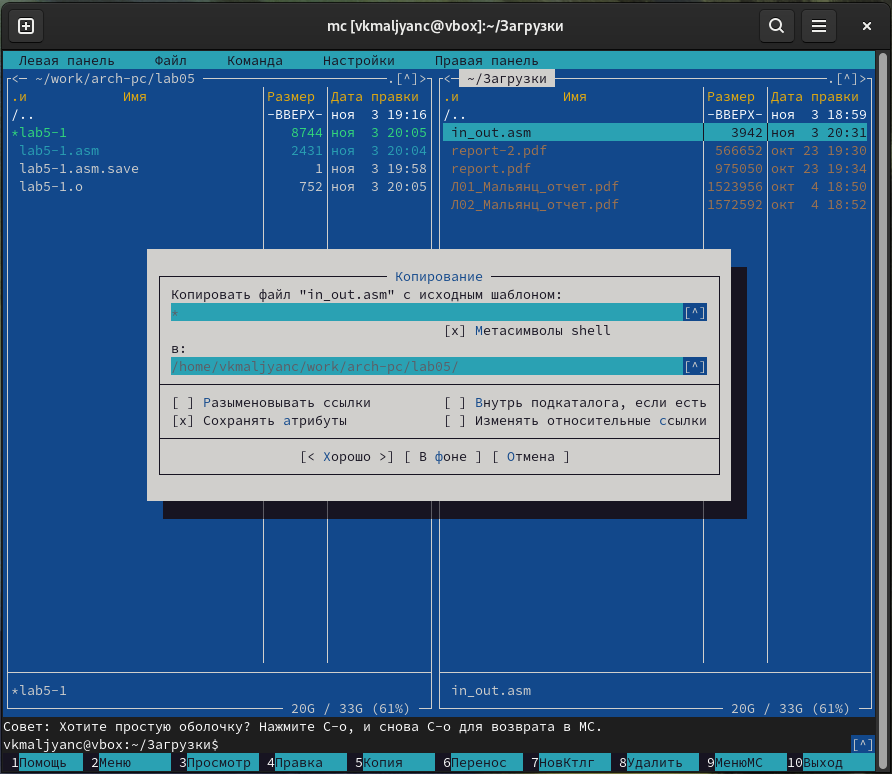 mc [vkmaljyanc@vbox]:~/Загрузки
Левая панель Файл Команда Настройки Правая панель
<─ ~/work/arch-pc/lab05 .[^]> <─ ~/Загрузки .[^]>
.и Имя Размер Дата правки .и Имя Размер Дата правки
/.. -ВВЕРХ- ноя 3 19:16 /.. -ВВЕРХ- ноя 3 18:59
*lab5-1 8744 ноя 3 20:05 in_out.asm 3942 ноя 3 20:31
lab5-1.asm 2431 ноя 3 20:04 report-2.pdf 566652 окт 23 19:30
lab5-1.asm.save 1 ноя 3 19:58 report.pdf 975050 окт 23 19:34
lab5-1.o 752 ноя 3 20:05 Л01_Мальянц_отчет.pdf 1523956 окт 4 18:50
Л02_Мальянц_отчет.pdf 1572592 окт 4 18:52
Копирование
Копировать файл "in_out.asm" с исходным шаблоном:
* [^]
[x] Метасимволы shell
в:
/home/vkmaljyanc/work/arch-pc/lab05/ [^]
[ ] Разыменовывать ссылки [ ] Внутрь подкаталога, если есть
[x] Сохранять атрибуты [ ] Изменять относительные ссылки
[< Хорошо >] [ В фоне ] [ Отмена ]
*lab5-1 in_out.asm
20G / 33G (61%) 20G / 33G (61%)
Совет: Хотите простую оболочку? Нажмите C-o, и снова C-o для возврата в MC.
vkmaljyanc@vbox:~/Загрузки$ [^]
1Помощь 2Меню 3Просмотр 4Правка 5Копия 6Перенос 7НовКтлг 8Удалить 9МенюMC 10Выход